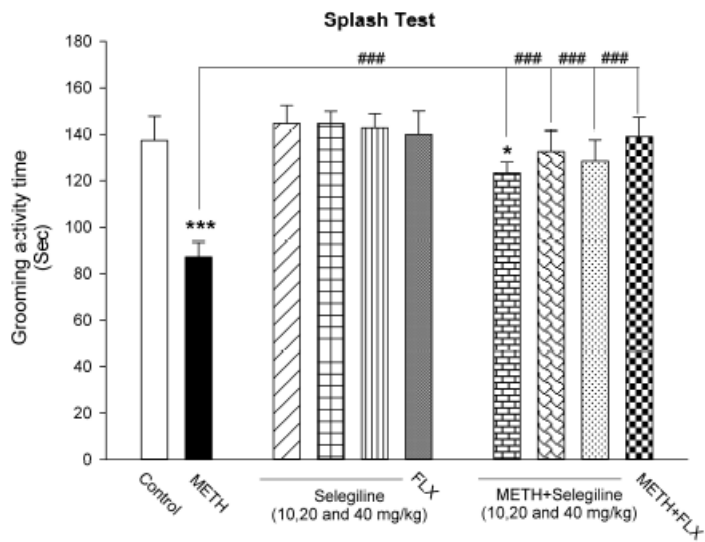 Splash Test
Grooming activity time
(Sec)
180
160
140
120
100
80
60
40
20
0
***
###
*
###
###
###
Control
METH
Selegiline
(10,20 and 40 mg/kg)
FLX
METH+Selegiline
(10,20 and 40 mg/kg)
METH+FLX